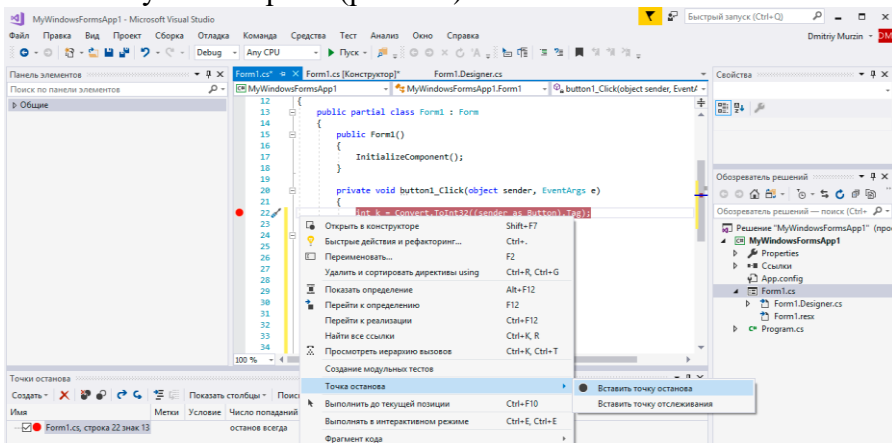 MyWindowsFormsApp1 - Microsoft Visual Studio
Быстрый запуск (Ctrl+Q)
Файл Правка Вид Проект Сборка Отладка Команда Средства Тест Анализ Окно Справка
Dmitriy Murzin
Debug Any CPU Пуск
Панель элементов
Form1.cs* Form1.cs [Конструктор]* Form1.Designer.cs
Свойства
Поиск по панели элементов
MyWindowsFormsApp1 MyWindowsFormsApp1.Form1 button1_Click(object sender, EventA
Общие
12 {
13 public partial class Form1 : Form
14 {
15 public Form1()
16 {
17 InitializeComponent();
18 }
19
20 private void button1_Click(object sender, EventArgs e)
21 {
22 int k = Convert.ToInt32((sender as Button).Tag);
23
24
25
26
27
28
29
30
31
32
33
34
100 %
Открыть в конструкторе Shift+F7
Быстрые действия и рефакторинг... Ctrl+.
Переименовать... F2
Удалить и сортировать директивы using Ctrl+R, Ctrl+G
Показать определение Alt+F12
Перейти к определению F12
Перейти к реализации Ctrl+F12
Найти все ссылки Ctrl+K, R
Просмотреть иерархию вызовов Ctrl+K, Ctrl+T
Создание модульных тестов
Точка останова
Выполнить до текущей позиции Ctrl+F10
Выполнять в интерактивном режиме Ctrl+E, Ctrl+E
Фрагмент кода
Вставить точку останова
Вставить точку отслеживания
Обозреватель решений
Обозреватель решений — поиск (Ctrl+
Решение "MyWindowsFormsApp1" (прое
MyWindowsFormsApp1
Properties
Ссылки
App.config
Form1.cs
Form1.Designer.cs
Form1.resx
Program.cs
Точки останова
Создать Показать столбцы Поис
Имя Метки Условие Число попаданий
Form1.cs, строка 22 знак 13 останов всегда